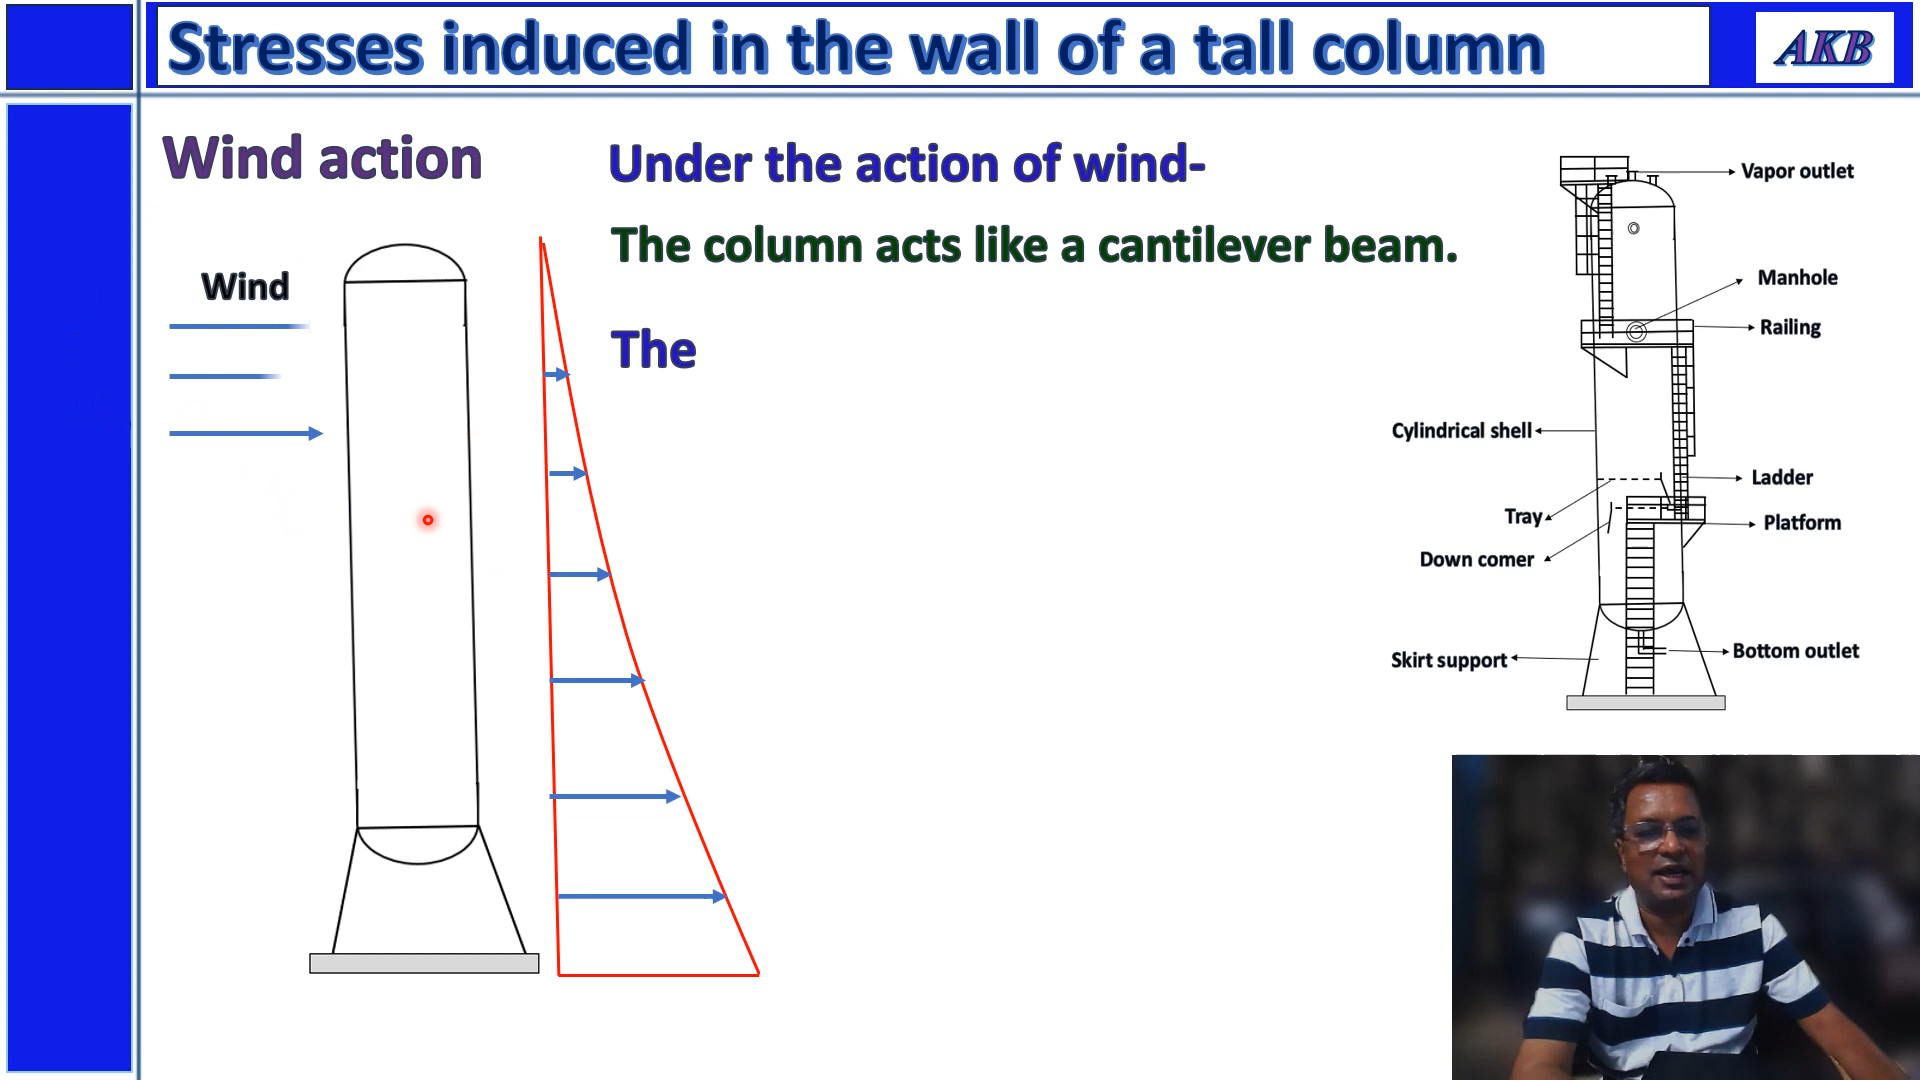 Stresses induced in the wall of a tall column
AKB
Wind action
Under the action of wind-
The column acts like a cantilever beam.
Wind
The
Vapor outlet
Manhole
Railing
Cylindrical shell
Ladder
Tray
Platform
Down comer
Bottom outlet
Skirt support